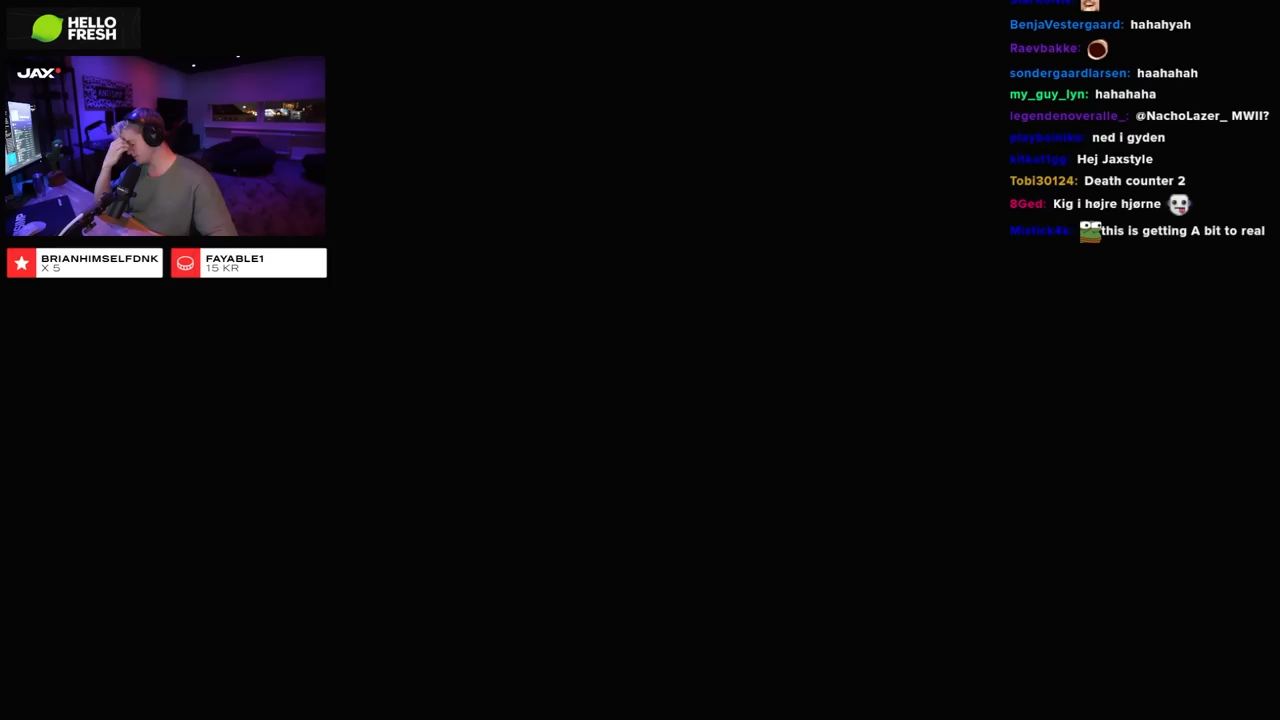 HELLO
FRESH
JAX
BRIANHIMSELFDNK
X 5
FAYABLE1
15 KR
BenjaVestergaard: hahahyah
Raevbakke:
sondergaardlarsen: haahahah
my_guy_lyn: hahahaha
legendenoveralle_: @NachoLazer_ MWII?
ned i gyden
Hej Jaxstyle
Tobi30124: Death counter 2
8Ged: Kig i højre hjørne
this is getting A bit to real